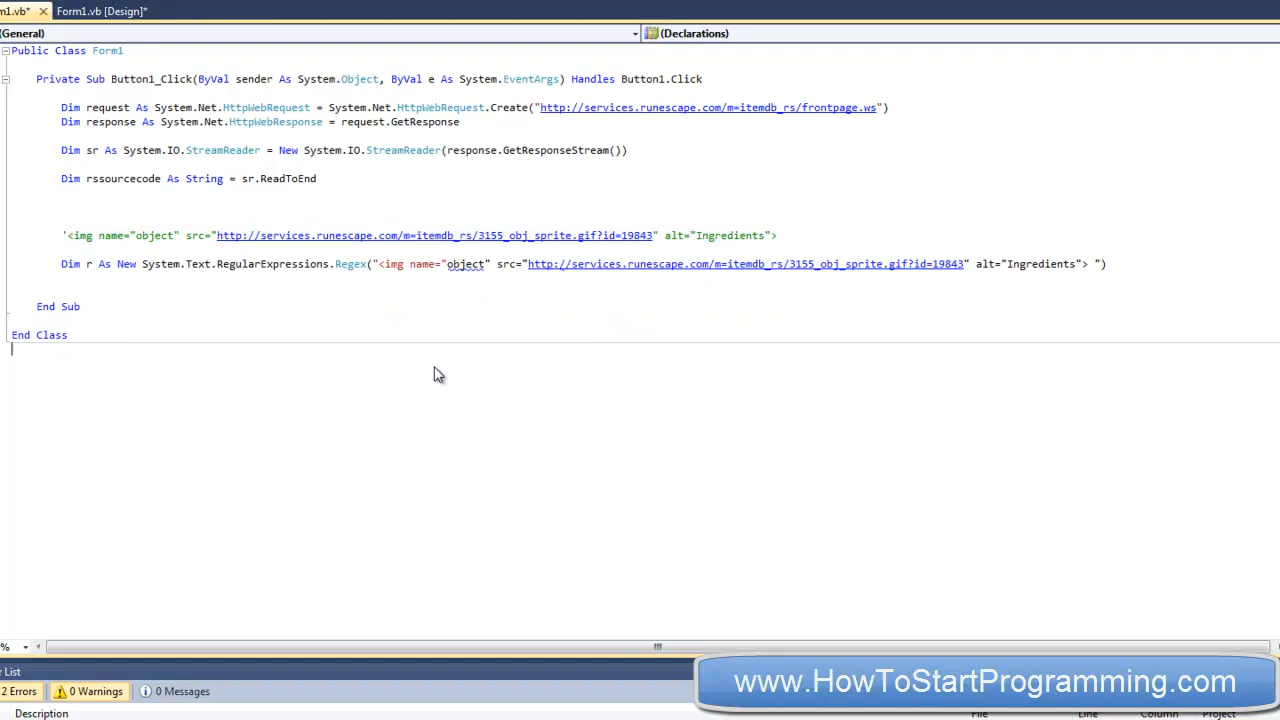 m1.vb* Form1.vb [Design]*
(General) (Declarations)
Public Class Form1
Private Sub Button1_Click(ByVal sender As System.Object, ByVal e As System.EventArgs) Handles Button1.Click
Dim request As System.Net.HttpWebRequest = System.Net.HttpWebRequest.Create("http://services.runescape.com/m=itemdb_rs/frontpage.ws")
Dim response As System.Net.HttpWebResponse = request.GetResponse
Dim sr As System.IO.StreamReader = New System.IO.StreamReader(response.GetResponseStream())
Dim rssourcecode As String = sr.ReadToEnd
'<img name="object" src="http://services.runescape.com/m=itemdb_rs/3155_obj_sprite.gif?id=19843" alt="Ingredients">
Dim r As New System.Text.RegularExpressions.Regex("<img name="object" src="http://services.runescape.com/m=itemdb_rs/3155_obj_sprite.gif?id=19843" alt="Ingredients"> ")
End Sub
End Class
%
r List
2 Errors 0 Warnings 0 Messages
www.HowToStartProgramming.com
Description File Line Column Project